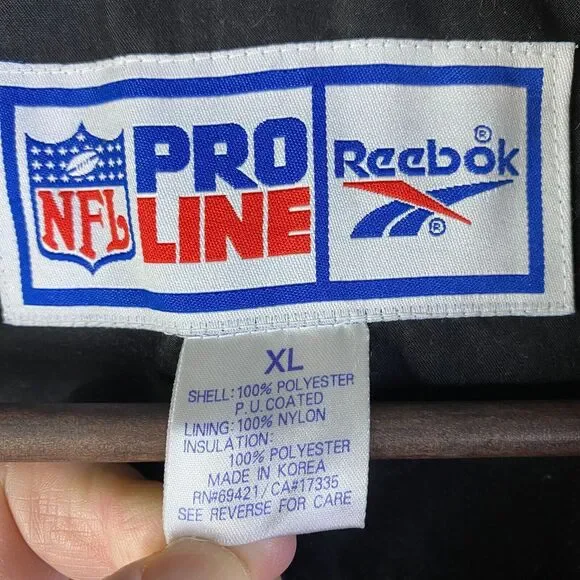 NFL
PRO
LINE
Reebok®
®
XL
SHELL: 100% POLYESTER
P.U.COATED
LINING: 100% NYLON
INSULATION:
100% POLYESTER
MADE IN KOREA
RN#69421/CA#17335
SEE REVERSE FOR CARE